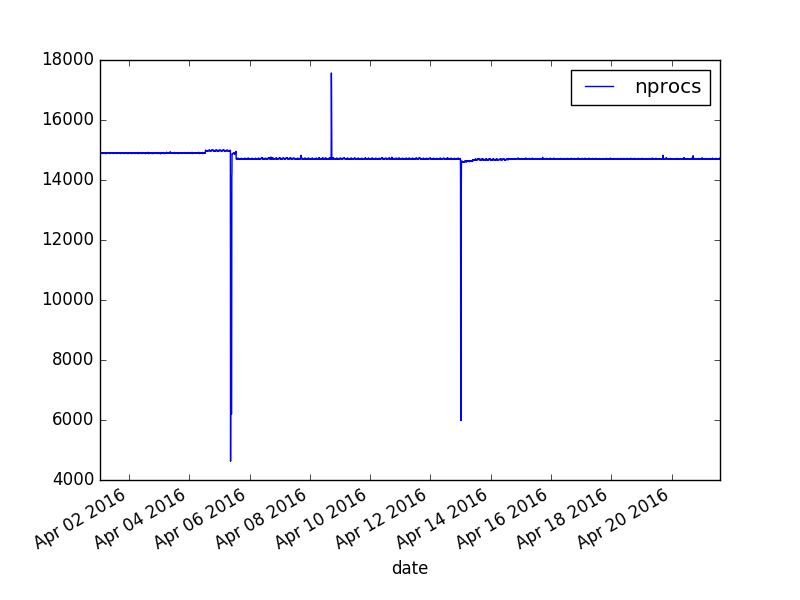 18000
16000
14000
12000
10000
8000
6000
4000
nprocs
Apr 02 2016
Apr 04 2016
Apr 06 2016
Apr 08 2016
Apr 10 2016
Apr 12 2016
Apr 14 2016
Apr 16 2016
Apr 18 2016
Apr 20 2016
date